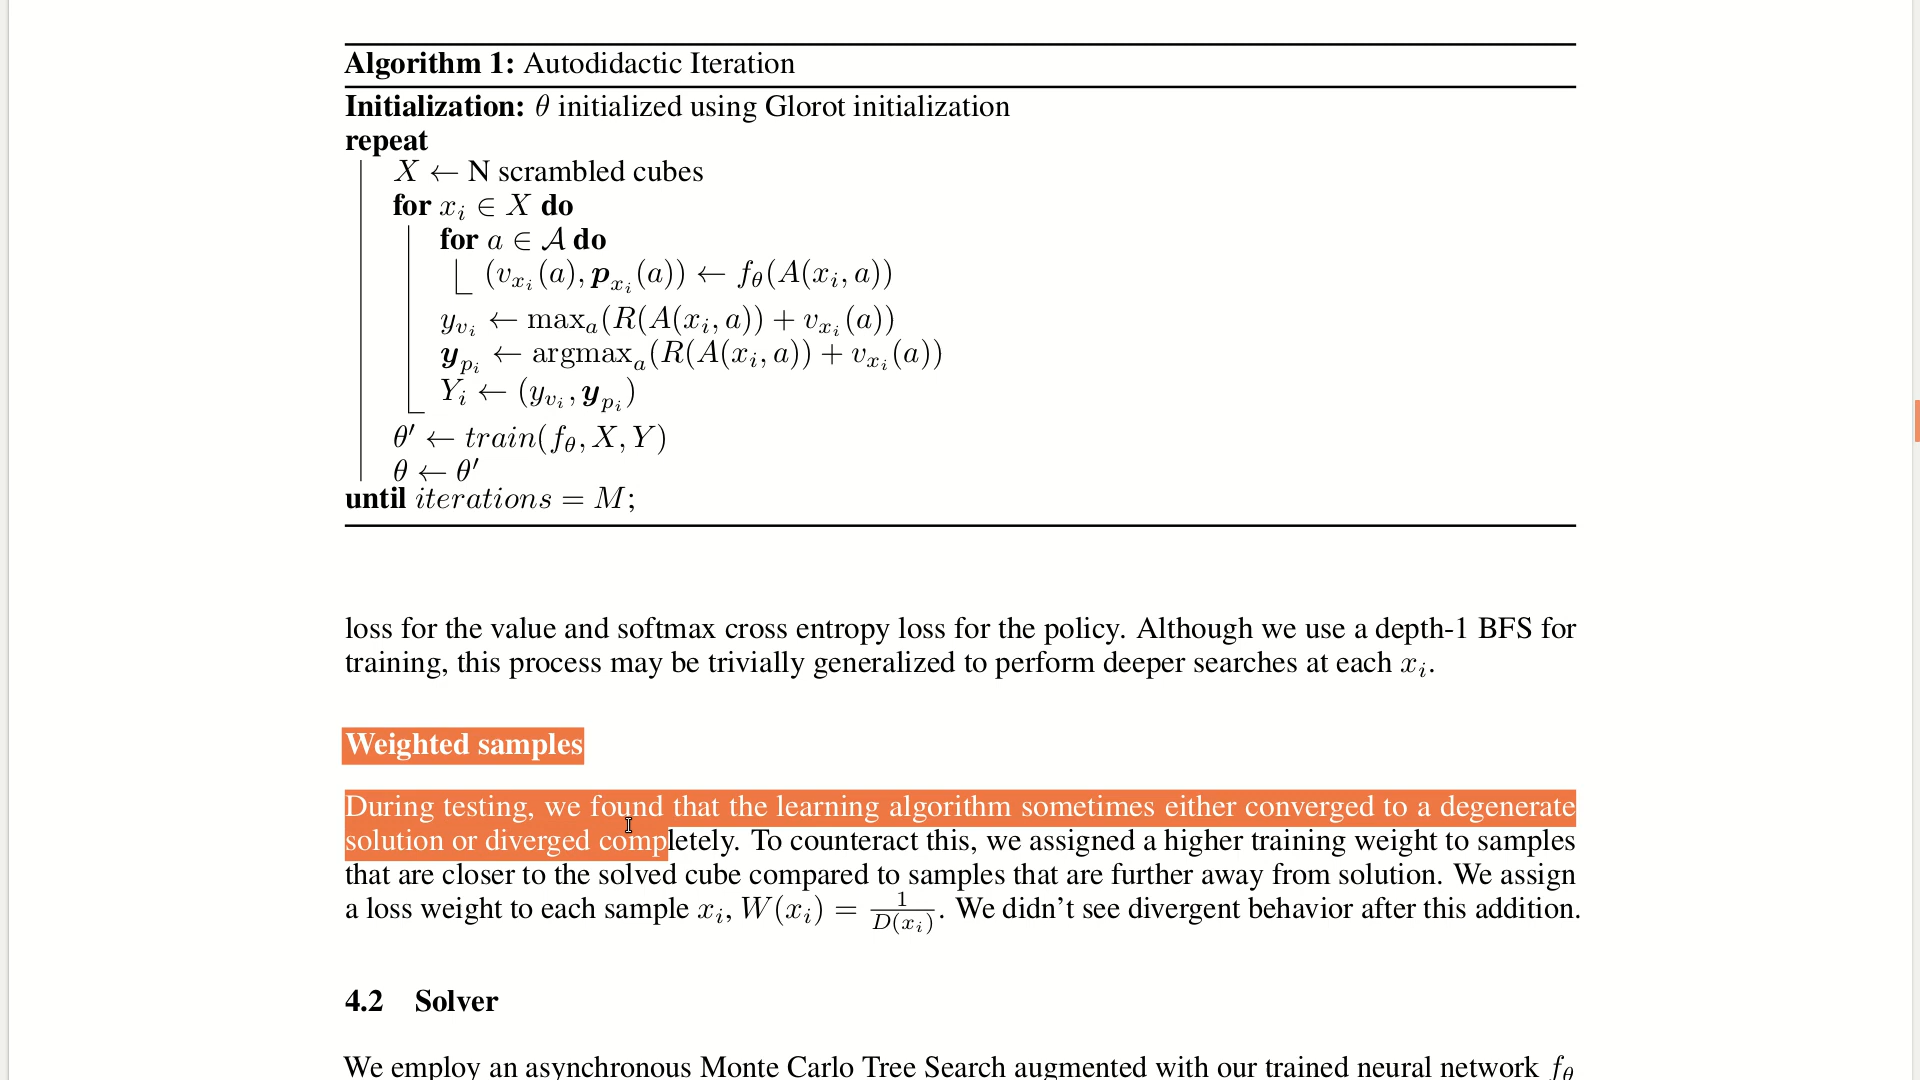 Algorithm 1: Autodidactic Iteration
Initialization: θ initialized using Glorot initialization
repeat
X ← N scrambled cubes
for x_i ∈ X do
for a ∈ 𝒜 do
(v_{x_i}(a), p_{x_i}(a)) ← f_θ(A(x_i, a))
y_{v_i} ← max_a(R(A(x_i, a)) + v_{x_i}(a))
y_{p_i} ← argmax_a(R(A(x_i, a)) + v_{x_i}(a))
Y_i ← (y_{v_i}, y_{p_i})
θ′ ← train(f_θ, X, Y)
θ ← θ′
until iterations = M;
loss for the value and softmax cross entropy loss for the policy. Although we use a depth-1 BFS for
training, this process may be trivially generalized to perform deeper searches at each x_i.
Weighted samples
During testing, we found that the learning algorithm sometimes either converged to a degenerate
solution or diverged completely. To counteract this, we assigned a higher training weight to samples
that are closer to the solved cube compared to samples that are further away from solution. We assign
a loss weight to each sample x_i, W(x_i) = 1/D(x_i). We didn't see divergent behavior after this addition.
4.2 Solver
We employ an asynchronous Monte Carlo Tree Search augmented with our trained neural network f_θ